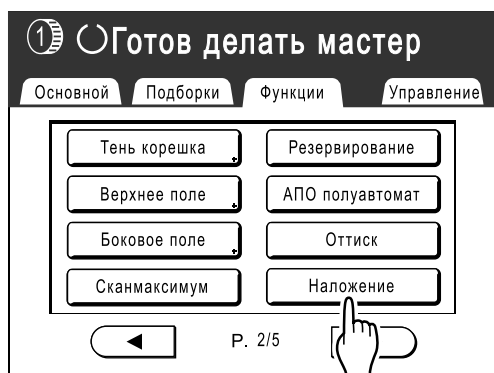 1 Готов делать мастер
Основной Подборки Функции Управление
Тень корешка Резервирование
Верхнее поле АПО полуавтомат
Боковое поле Оттиск
Сканмаксимум Наложение
P. 2/5